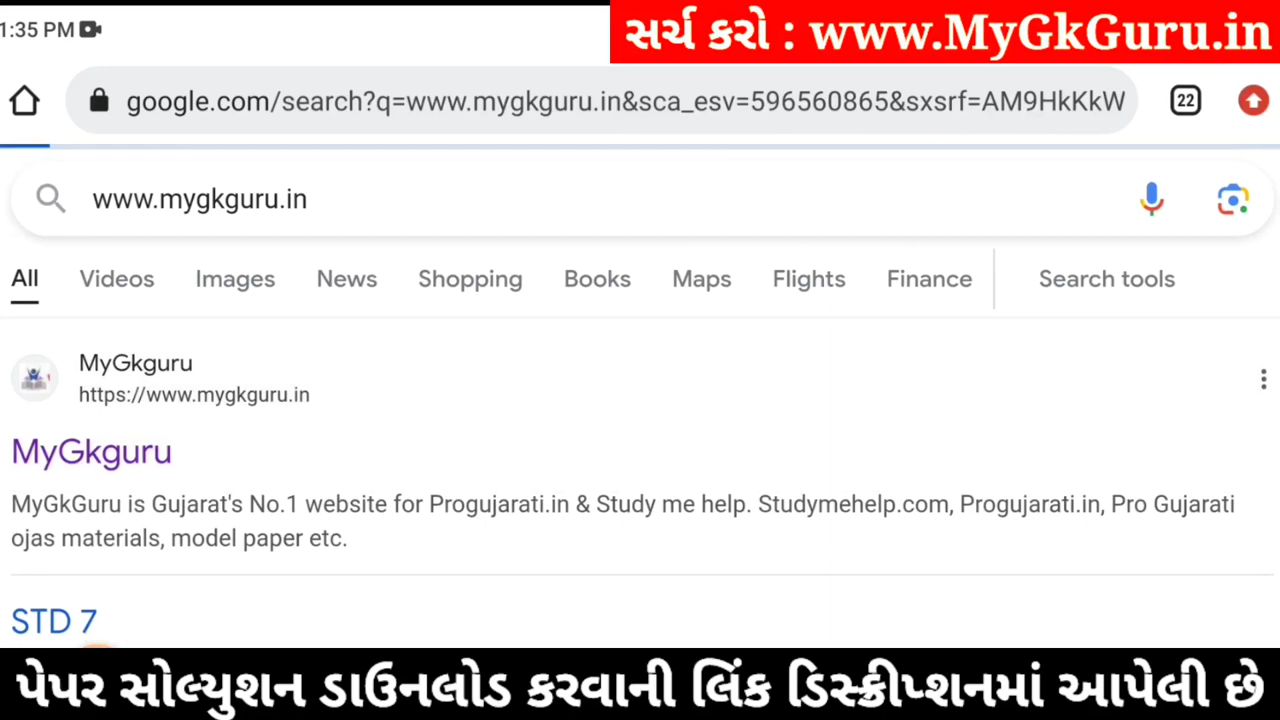 1:35 PM
સર્ચ કરો : www.MyGkGuru.in
google.com/search?q=www.mygkguru.in&sca_esv=596560865&sxsrf=AM9HkKkW
22
www.mygkguru.in
All Videos Images News Shopping Books Maps Flights Finance Search tools
MyGkguru
https://www.mygkguru.in
MyGkguru
MyGkGuru is Gujarat's No.1 website for Progujarati.in & Study me help. Studymehelp.com, Progujarati.in, Pro Gujarati
ojas materials, model paper etc.
STD 7
પેપર સોલ્યુશન ડાઉનલોડ કરવાની લિંક ડિસ્ક્રીપ્શનમાં આપેલી છે